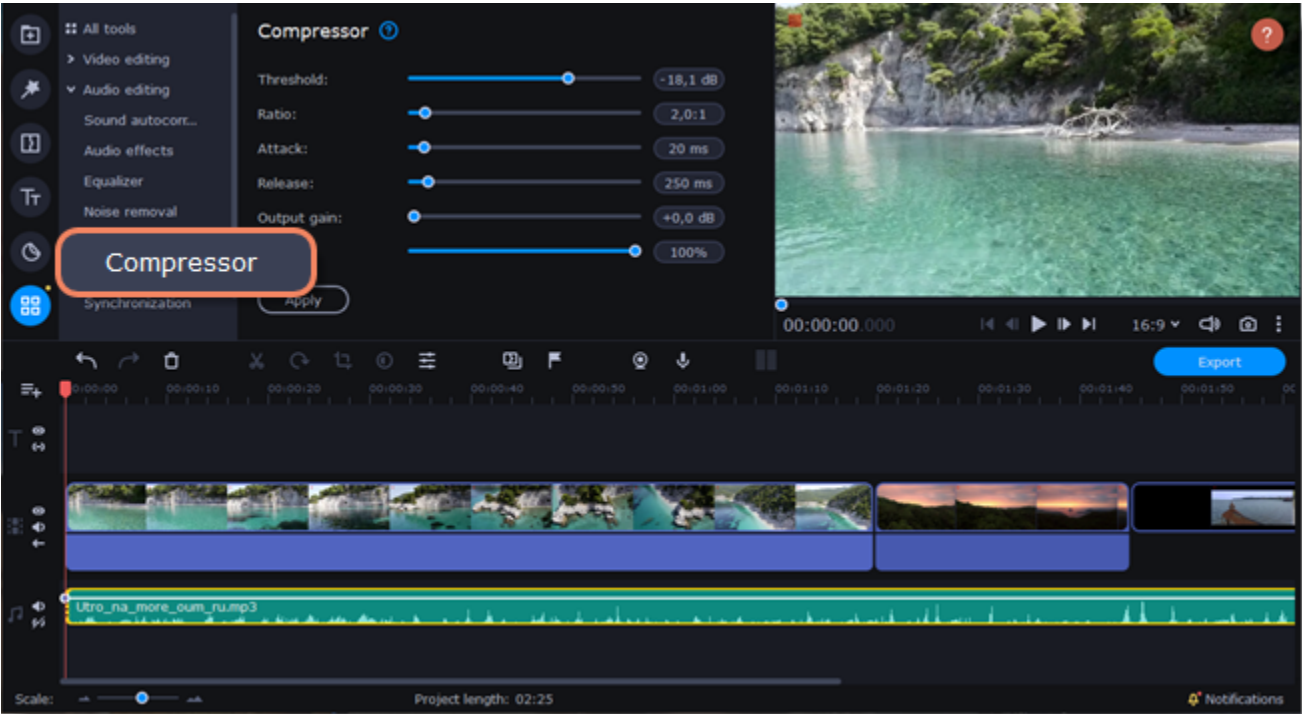 All tools
Video editing
Audio editing
Sound autocorr...
Audio effects
Equalizer
Noise removal
Compressor
Synchronization
Compressor ?
Threshold: -18,1 dB
Ratio: 2,0:1
Attack: 20 ms
Release: 250 ms
Output gain: +0,0 dB
100%
Apply
?
00:00:00.000
16:9
Export
0:00:00 00:00:10 00:00:20 00:00:30 00:00:40 00:00:50 00:01:00 00:01:10 00:01:20 00:01:30 00:01:40 00:01:50 00
Utro_na_more_oum_ru.mp3
Scale: Project length: 02:25 Notifications